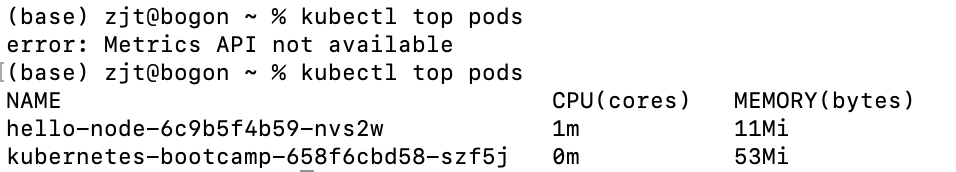 (base) zjt@bogon ~ % kubectl top pods
error: Metrics API not available
[(base) zjt@bogon ~ % kubectl top pods
NAME CPU(cores) MEMORY(bytes)
hello-node-6c9b5f4b59-nvs2w 1m 11Mi
kubernetes-bootcamp-658f6cbd58-szf5j 0m 53Mi